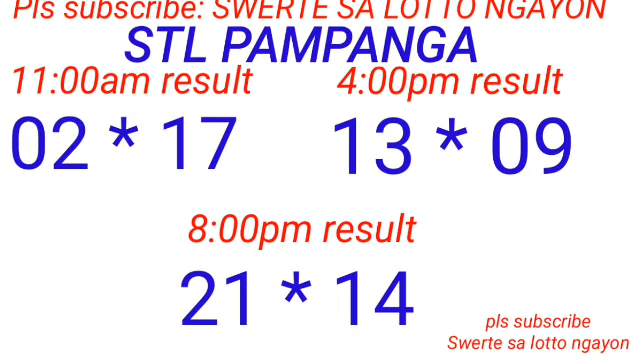 Pls subscribe: SWERTE SA LOTTO NGAYON
STL PAMPANGA
11:00am result 4:00pm result
02 * 17 13 * 09
8:00pm result
21 * 14
pls subscribe
Swerte sa lotto ngayon